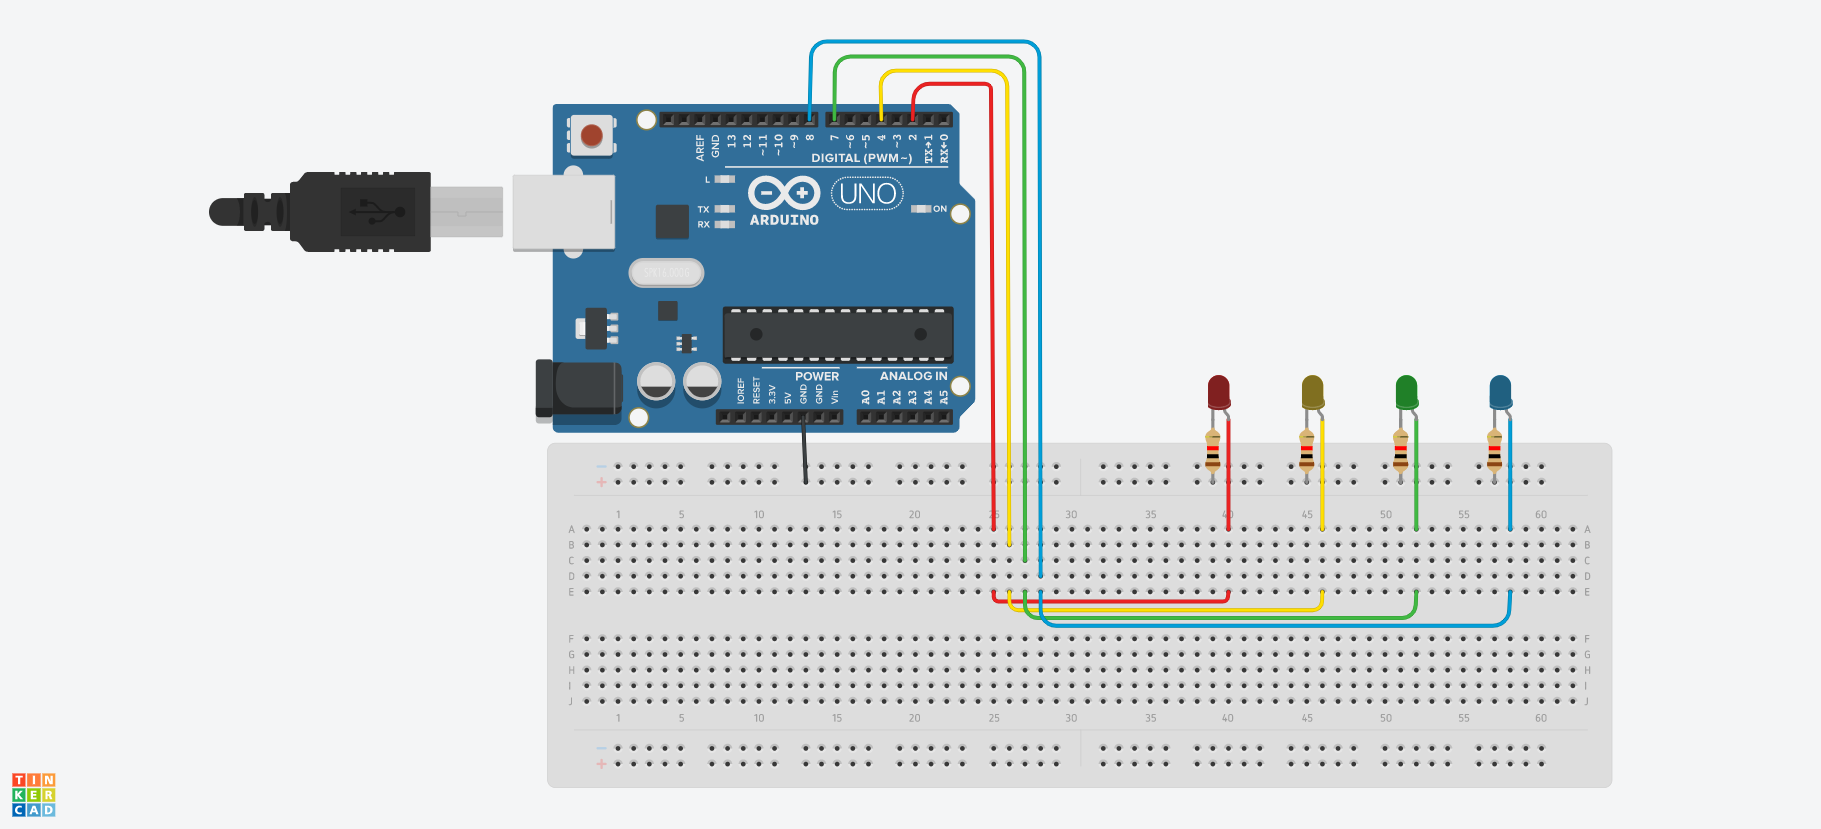 AREF
GND
13
12
~11
~10
~9
8
7
~6
~5
4
~3
2
TX→1
RX←0
DIGITAL (PWM~)
L
TX
RX
ARDUINO
UNO
ON
IOREF
RESET
3.3V
5V
GND
GND
Vin
POWER
ANALOG IN
A0
A1
A2
A3
A4
A5
− 
+
1 5 10 15 20 25 30 35 40 45 50 55 60
A A
B B
C C
D D
E E
F F
G G
H H
I I
J J
1 5 10 15 20 25 30 35 40 45 50 55 60
−
+
TIN
KER
CAD